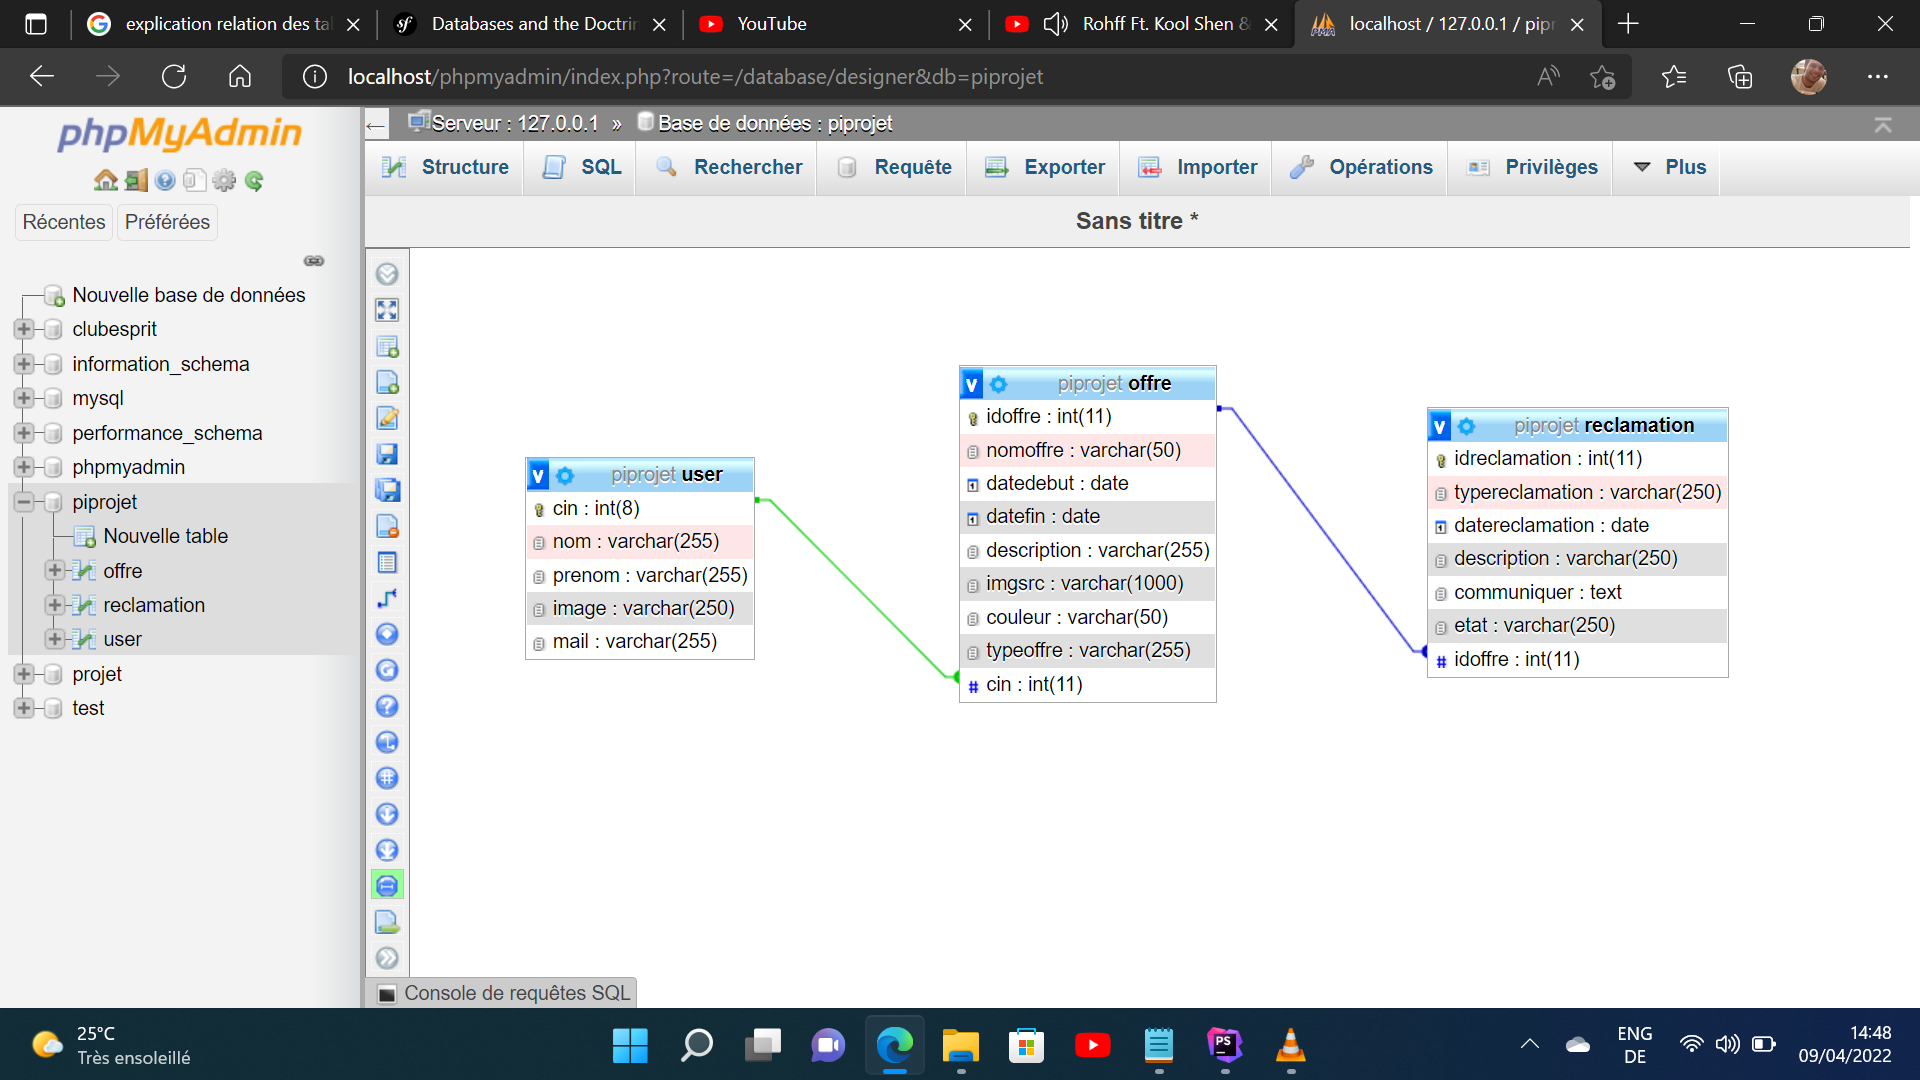 explication relation des ta
Databases and the Doctri
YouTube
Rohff Ft. Kool Shen &
localhost / 127.0.0.1 / pipr
localhost/phpmyadmin/index.php?route=/database/designer&db=piprojet
phpMyAdmin
Récentes
Préférées
Nouvelle base de données
clubesprit
information_schema
mysql
performance_schema
phpmyadmin
piprojet
Nouvelle table
offre
reclamation
user
projet
test
Serveur : 127.0.0.1 » Base de données : piprojet
Structure
SQL
Rechercher
Requête
Exporter
Importer
Opérations
Privilèges
Plus
Sans titre *
v piprojet user
cin : int(8)
nom : varchar(255)
prenom : varchar(255)
image : varchar(250)
mail : varchar(255)
v piprojet offre
idoffre : int(11)
nomoffre : varchar(50)
datedebut : date
datefin : date
description : varchar(255)
imgsrc : varchar(1000)
couleur : varchar(50)
typeoffre : varchar(255)
# cin : int(11)
v piprojet reclamation
idreclamation : int(11)
typereclamation : varchar(250)
datereclamation : date
description : varchar(250)
communiquer : text
etat : varchar(250)
# idoffre : int(11)
Console de requêtes SQL
25°C
Très ensoleillé
PS
ENG
DE
14:48
09/04/2022